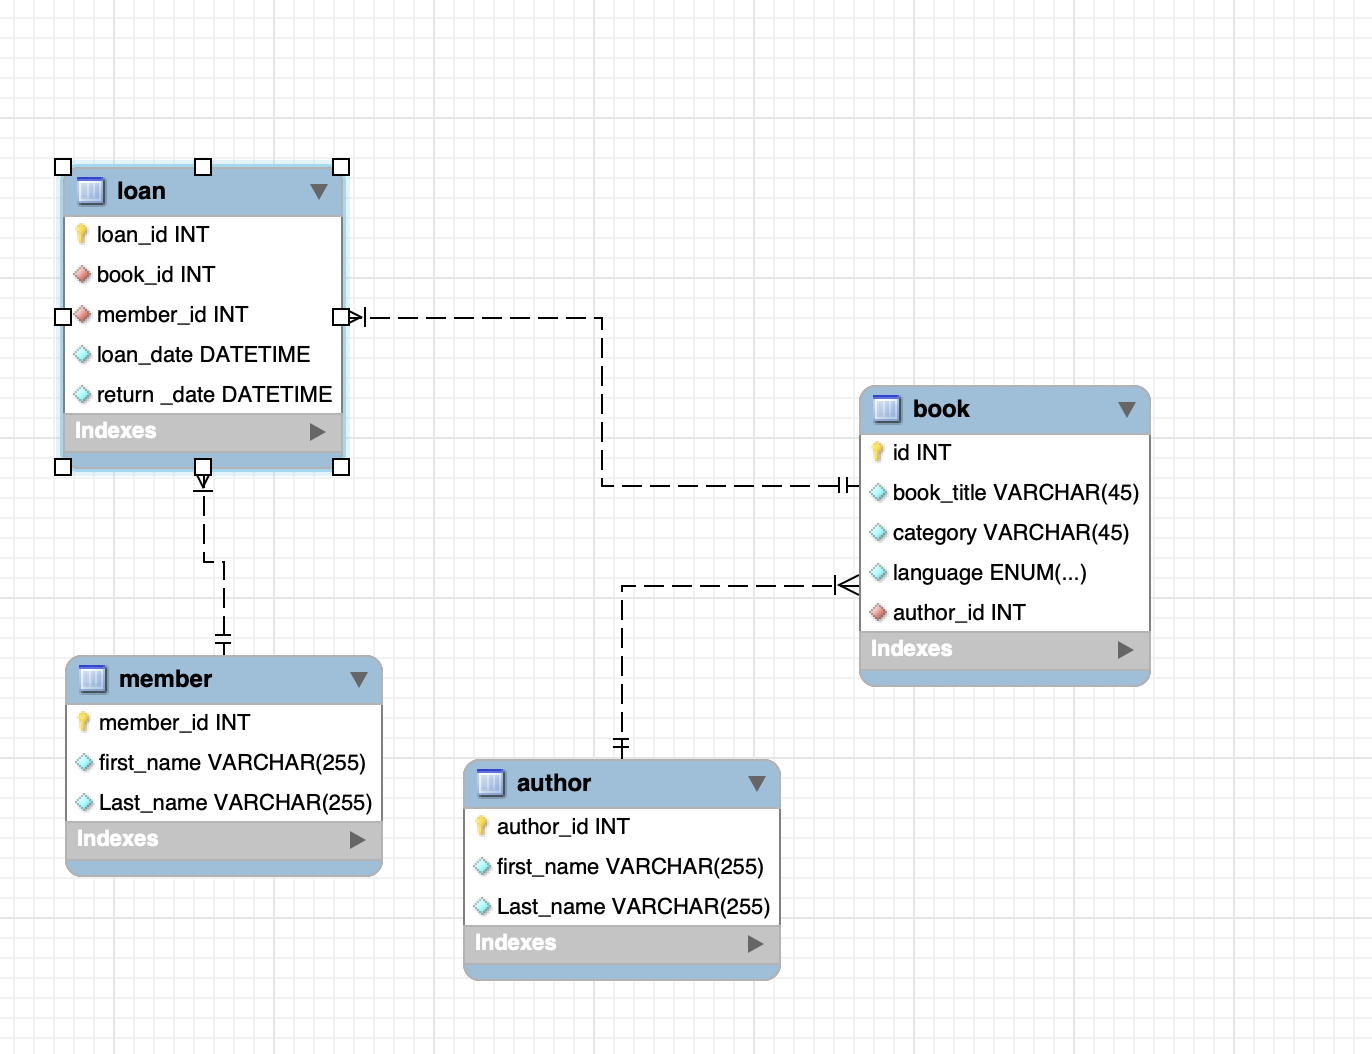 loan
loan_id INT
book_id INT
member_id INT
loan_date DATETIME
return _date DATETIME
Indexes
book
id INT
book_title VARCHAR(45)
category VARCHAR(45)
language ENUM(...)
author_id INT
Indexes
member
member_id INT
first_name VARCHAR(255)
Last_name VARCHAR(255)
Indexes
author
author_id INT
first_name VARCHAR(255)
Last_name VARCHAR(255)
Indexes